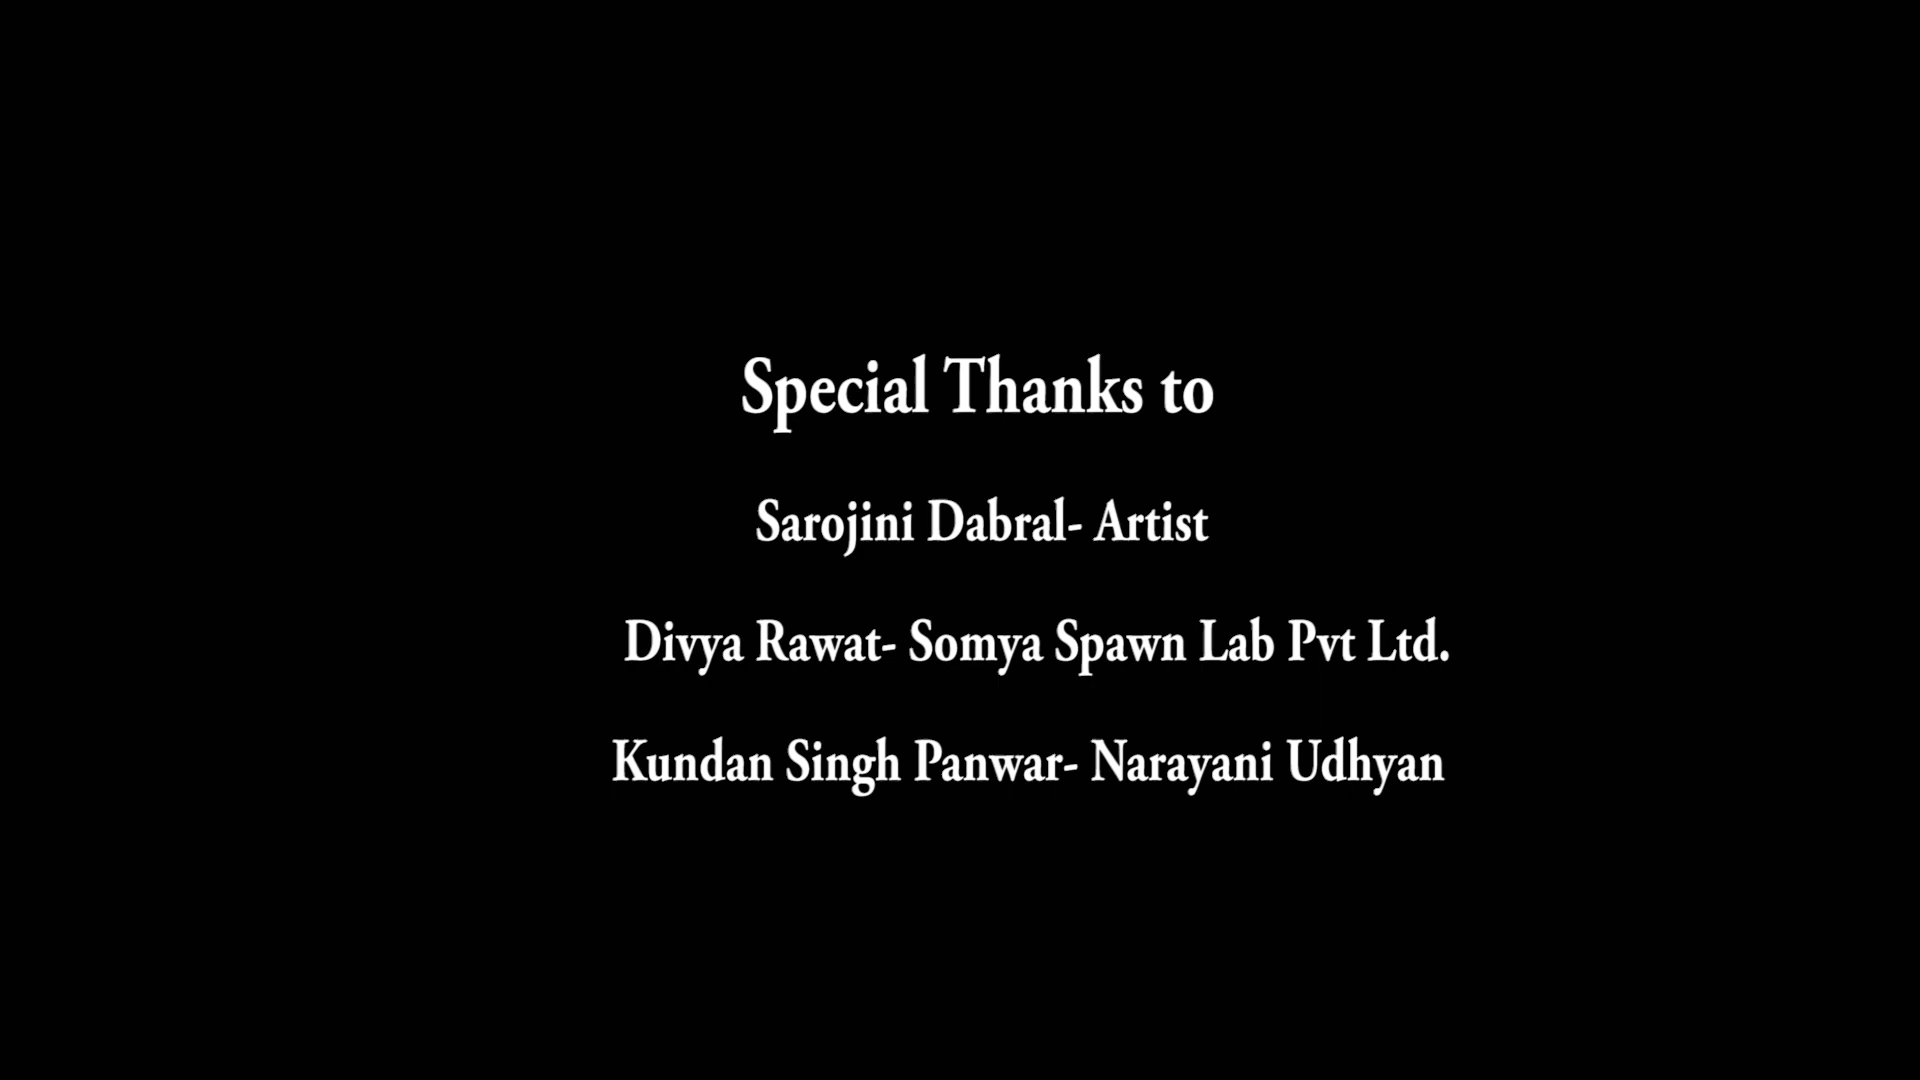 Special Thanks to
Sarojini Dabral- Artist
Divya Rawat- Somya Spawn Lab Pvt Ltd.
Kundan Singh Panwar- Narayani Udhyan